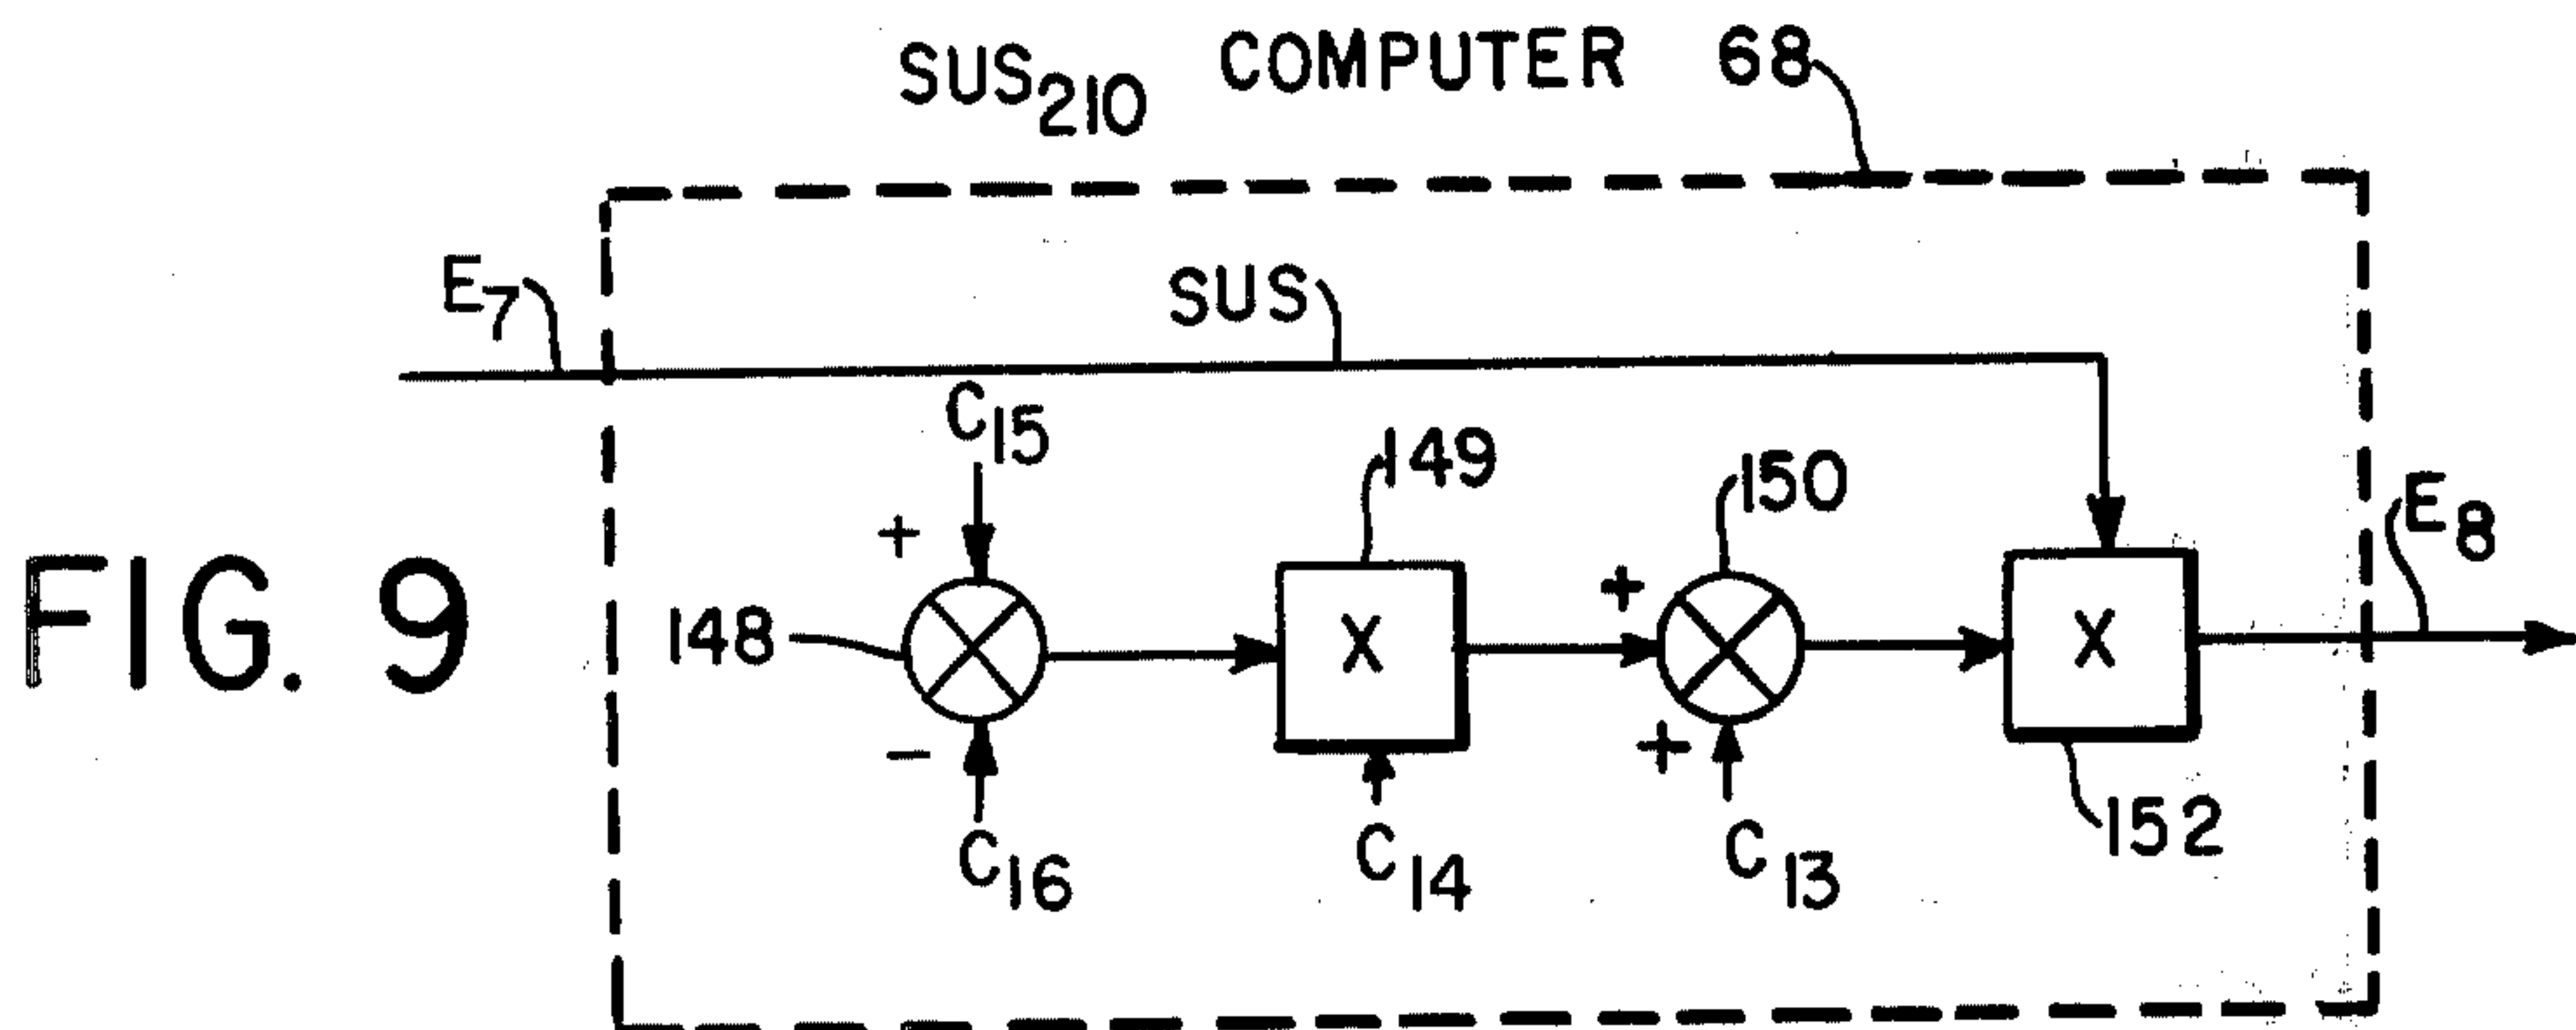 SUS210 COMPUTER 68
E7
SUS
C15
149
150
E8
+
+
FIG. 9
148
X
X
−
+
C16
C14
C13
152